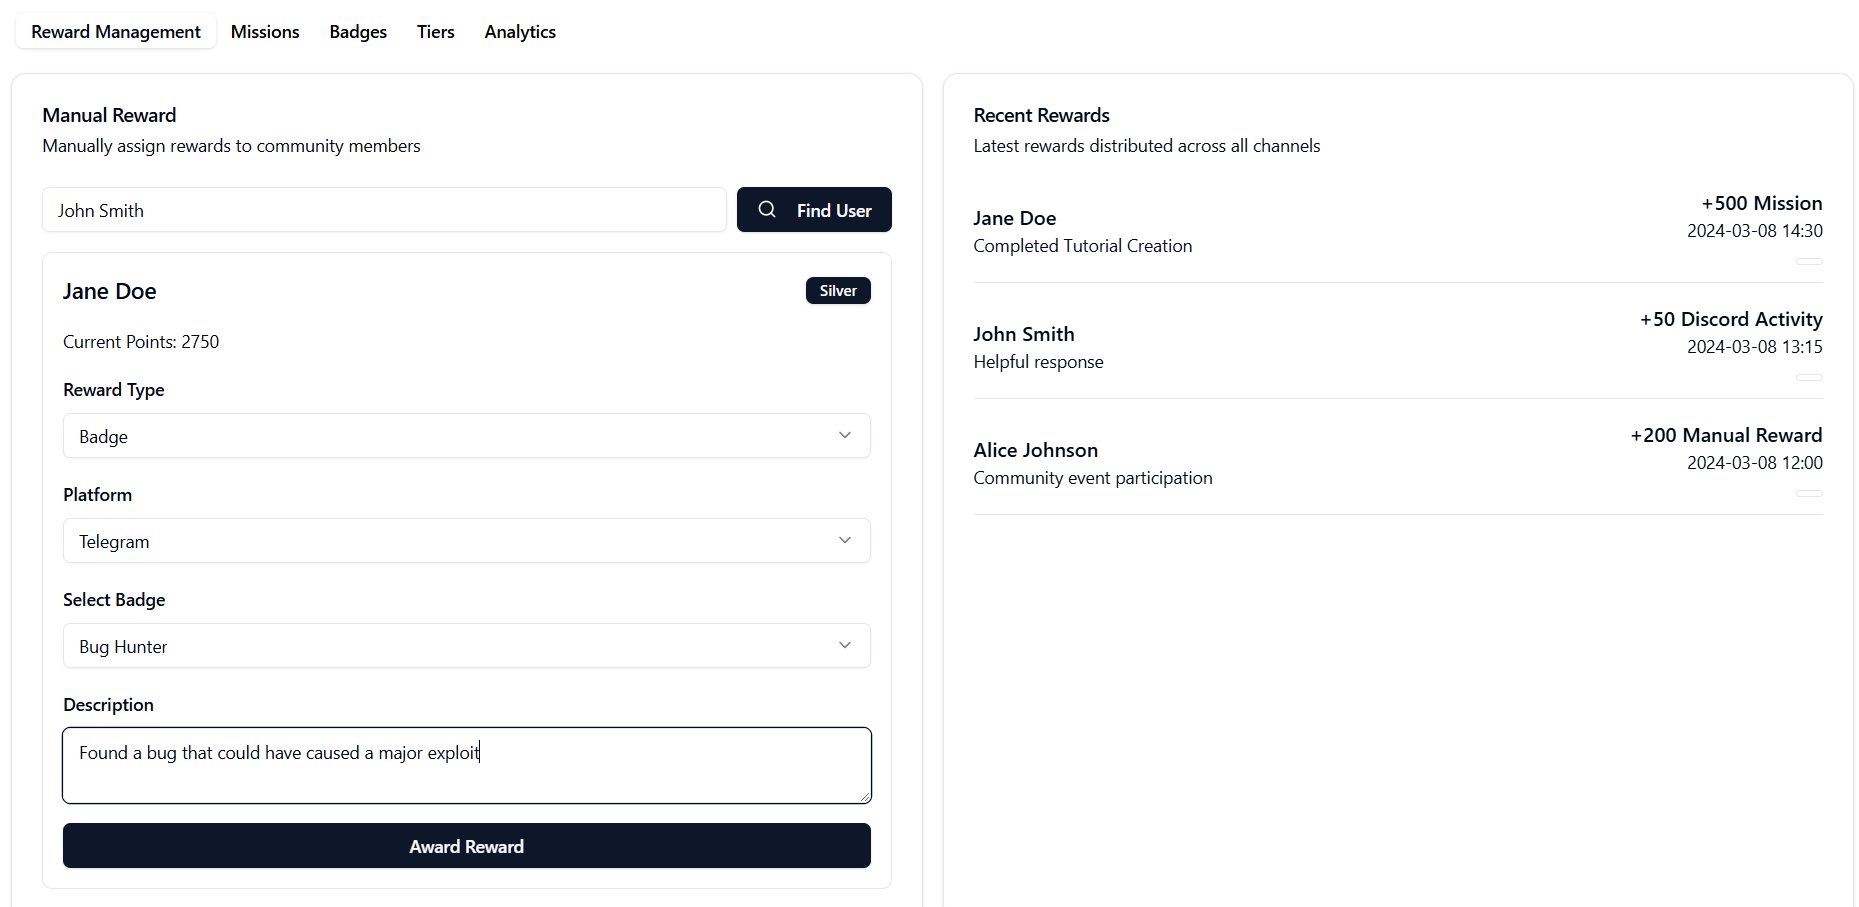 Reward Management Missions Badges Tiers Analytics
Manual Reward
Manually assign rewards to community members
John Smith
Find User
Jane Doe
Silver
Current Points: 2750
Reward Type
Badge
Platform
Telegram
Select Badge
Bug Hunter
Description
Found a bug that could have caused a major exploit
Award Reward
Recent Rewards
Latest rewards distributed across all channels
Jane Doe
Completed Tutorial Creation
+500 Mission
2024-03-08 14:30
John Smith
Helpful response
+50 Discord Activity
2024-03-08 13:15
Alice Johnson
Community event participation
+200 Manual Reward
2024-03-08 12:00